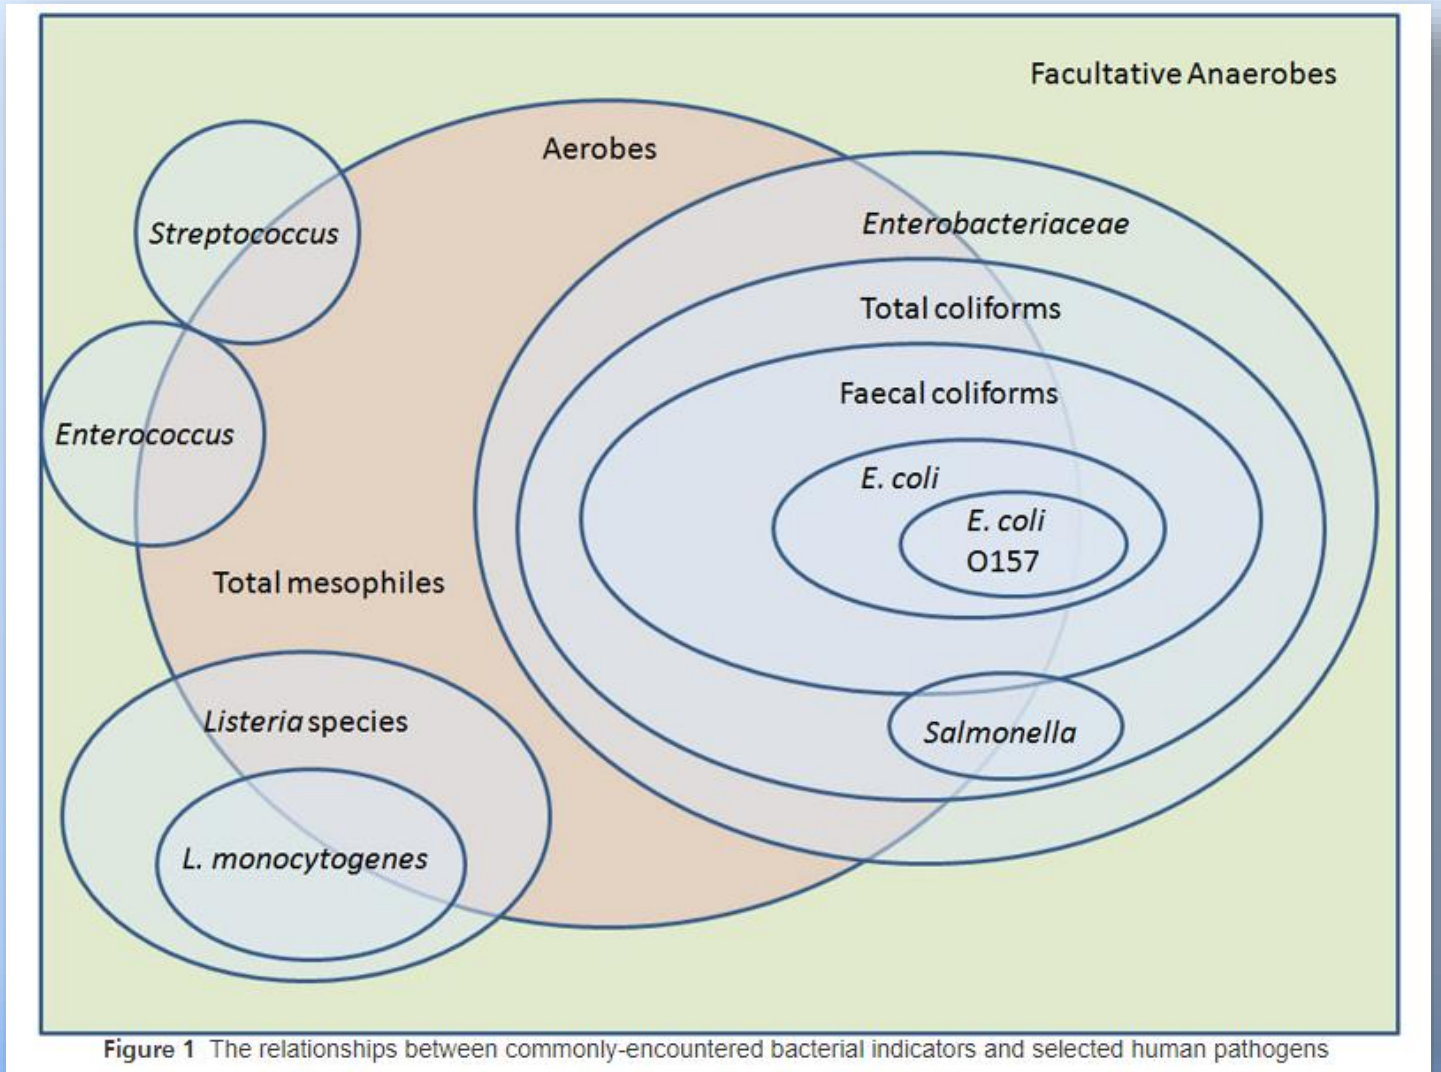 Facultative Anaerobes
Aerobes
Enterobacteriaceae
Streptococcus
Total coliforms
Faecal coliforms
Enterococcus
E. coli
E. coli
O157
Total mesophiles
Listeria species
Salmonella
L. monocytogenes
Figure 1 The relationships between commonly-encountered bacterial indicators and selected human pathogens